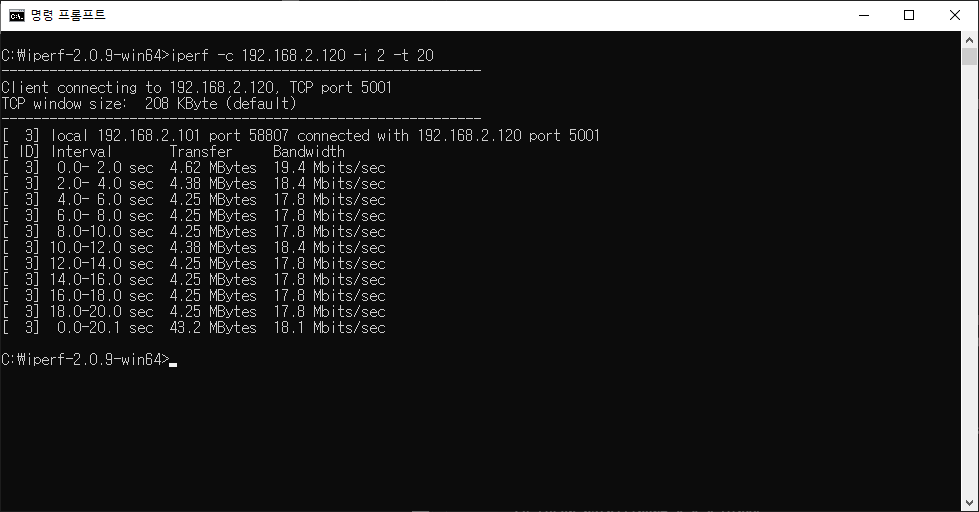 명령 프롬프트
C:\iperf-2.0.9-win64>iperf -c 192.168.2.120 -i 2 -t 20
------------------------------------------------------------
Client connecting to 192.168.2.120, TCP port 5001
TCP window size:  208 KByte (default)
------------------------------------------------------------
[  3] local 192.168.2.101 port 58807 connected with 192.168.2.120 port 5001
[ ID] Interval       Transfer     Bandwidth
[  3]  0.0- 2.0 sec  4.62 MBytes  19.4 Mbits/sec
[  3]  2.0- 4.0 sec  4.38 MBytes  18.4 Mbits/sec
[  3]  4.0- 6.0 sec  4.25 MBytes  17.8 Mbits/sec
[  3]  6.0- 8.0 sec  4.25 MBytes  17.8 Mbits/sec
[  3]  8.0-10.0 sec  4.25 MBytes  17.8 Mbits/sec
[  3] 10.0-12.0 sec  4.38 MBytes  18.4 Mbits/sec
[  3] 12.0-14.0 sec  4.25 MBytes  17.8 Mbits/sec
[  3] 14.0-16.0 sec  4.25 MBytes  17.8 Mbits/sec
[  3] 16.0-18.0 sec  4.25 MBytes  17.8 Mbits/sec
[  3] 18.0-20.0 sec  4.25 MBytes  17.8 Mbits/sec
[  3]  0.0-20.1 sec  43.2 MBytes  18.1 Mbits/sec
C:₩iperf-2.0.9-win64>